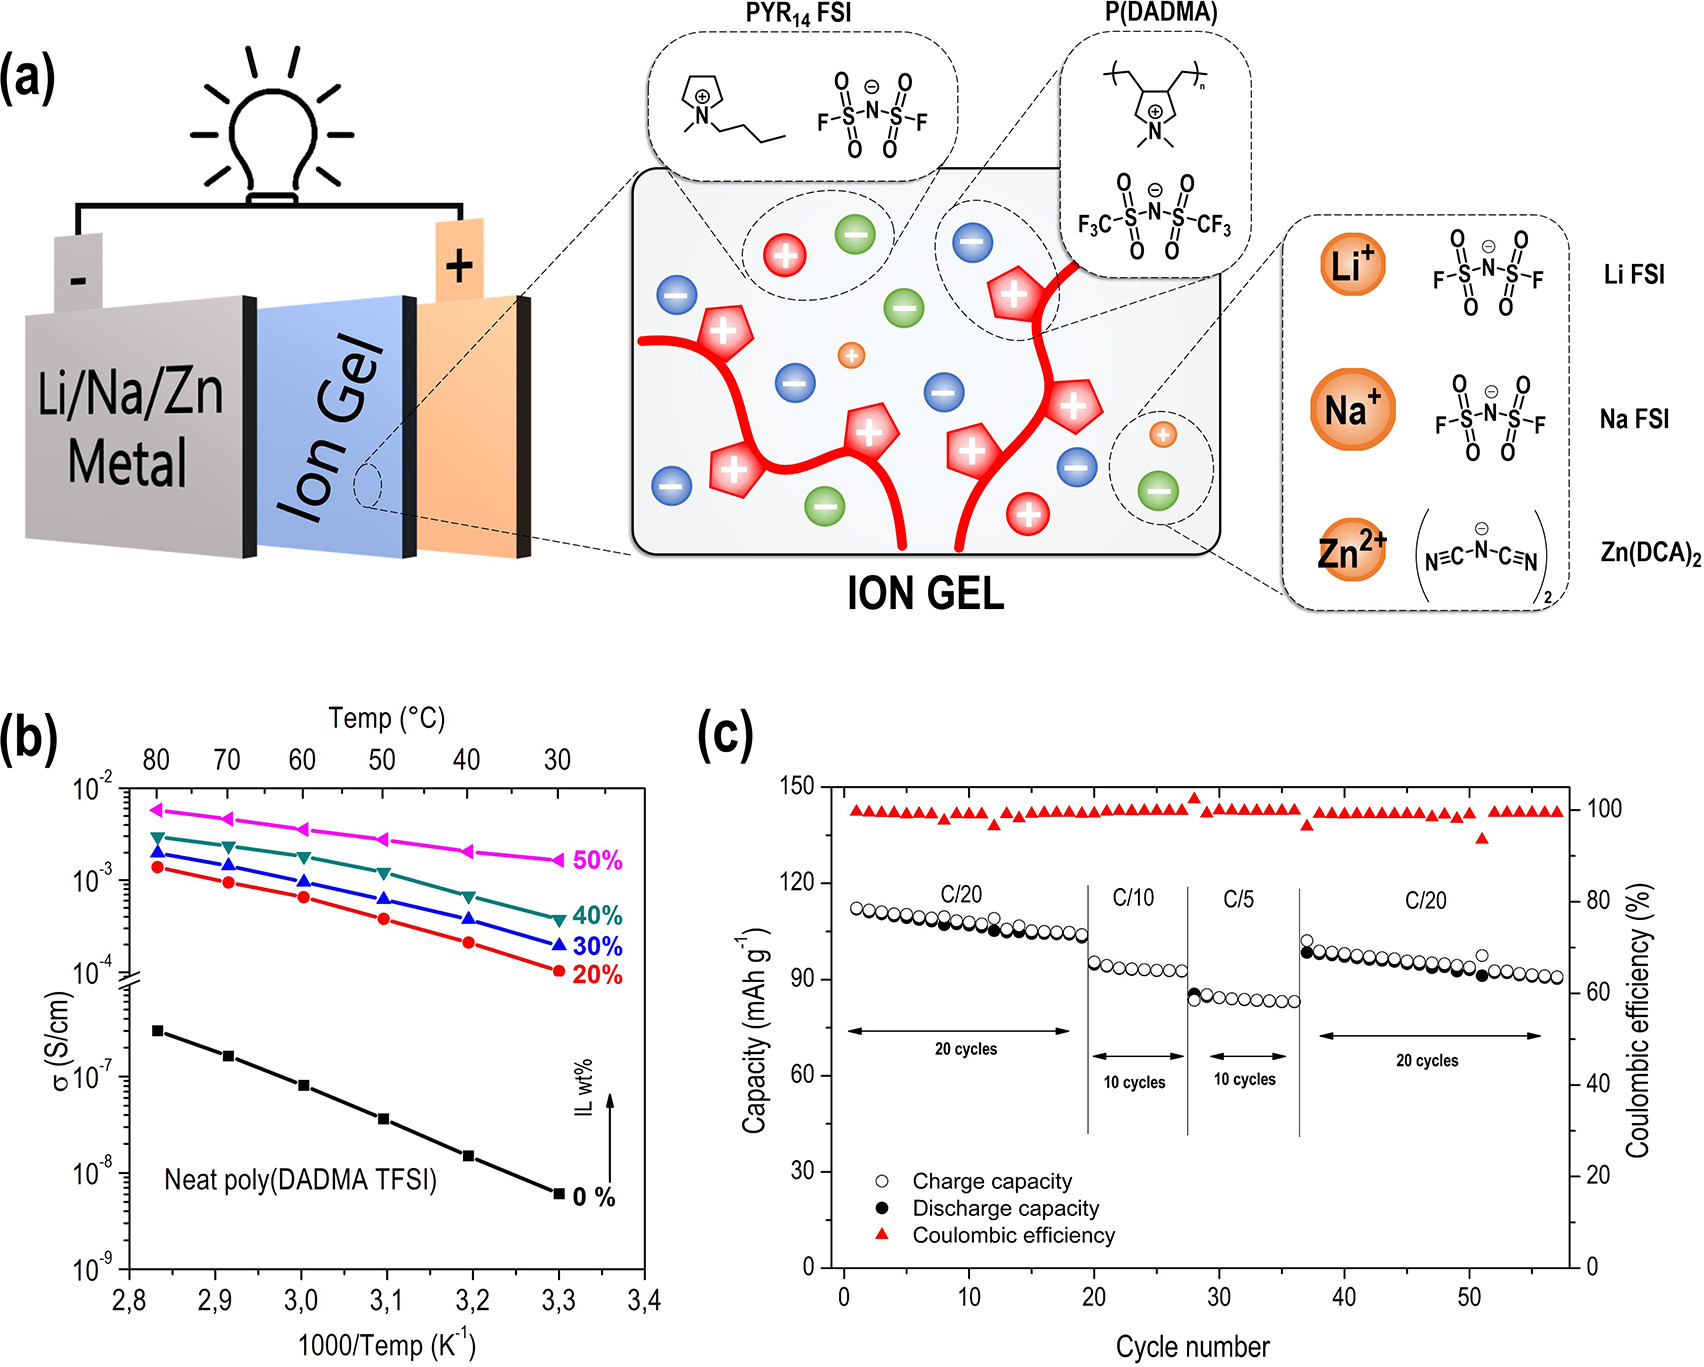 (a)
PYR14 FSI
P(DADMA)
-
+
Li/Na/Zn
Metal
Ion Gel
N
⊕
O O
F S N S F
⊖
O O
n
⊕
N
O O
F3C S N S CF3
⊖
O O
+
−
Li+
O O
F S N S F
⊖
O O
Li FSI
Na+
O O
F S N S F
⊖
O O
Na FSI
Zn2+
(N≡C N C≡N)2
⊖
Zn(DCA)2
ION GEL
(b)
Temp (°C)
80 70 60 50 40 30
10-2
10-3
10-4
10-7
10-8
10-9
σ (S/cm)
50%
40%
30%
20%
0 %
IL wt%
Neat poly(DADMA TFSI)
2,8 2,9 3,0 3,1 3,2 3,3 3,4
1000/Temp (K-1)
(c)
150
120
90
60
30
0
Capacity (mAh g-1)
100
80
60
40
20
0
Coulombic efficiency (%)
C/20 C/10 C/5 C/20
20 cycles
10 cycles
10 cycles
20 cycles
Charge capacity
Discharge capacity
Coulombic efficiency
0 10 20 30 40 50
Cycle number